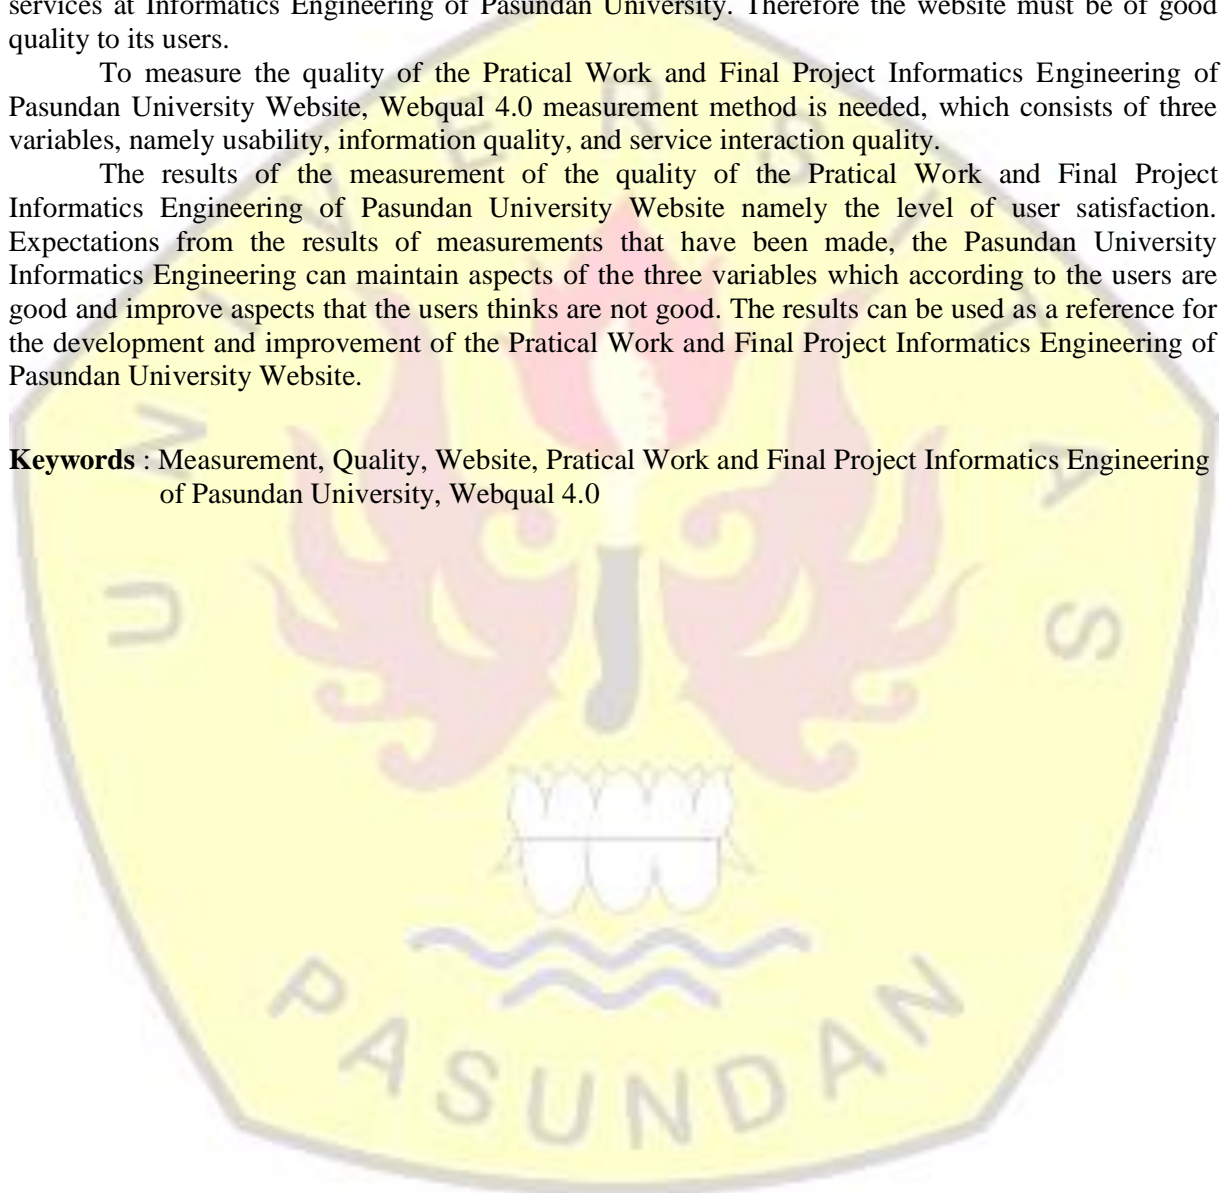 services at Informatics Engineering of Pasundan University. Therefore the website must be of good
quality to its users.
To measure the quality of the Pratical Work and Final Project Informatics Engineering of
Pasundan University Website, Webqual 4.0 measurement method is needed, which consists of three
variables, namely usability, information quality, and service interaction quality.
The results of the measurement of the quality of the Pratical Work and Final Project
Informatics Engineering of Pasundan University Website namely the level of user satisfaction.
Expectations from the results of measurements that have been made, the Pasundan University
Informatics Engineering can maintain aspects of the three variables which according to the users are
good and improve aspects that the users thinks are not good. The results can be used as a reference for
the development and improvement of the Pratical Work and Final Project Informatics Engineering of
Pasundan University Website.
Keywords : Measurement, Quality, Website, Pratical Work and Final Project Informatics Engineering
of Pasundan University, Webqual 4.0
UNIVERSITAS
PASUNDAN